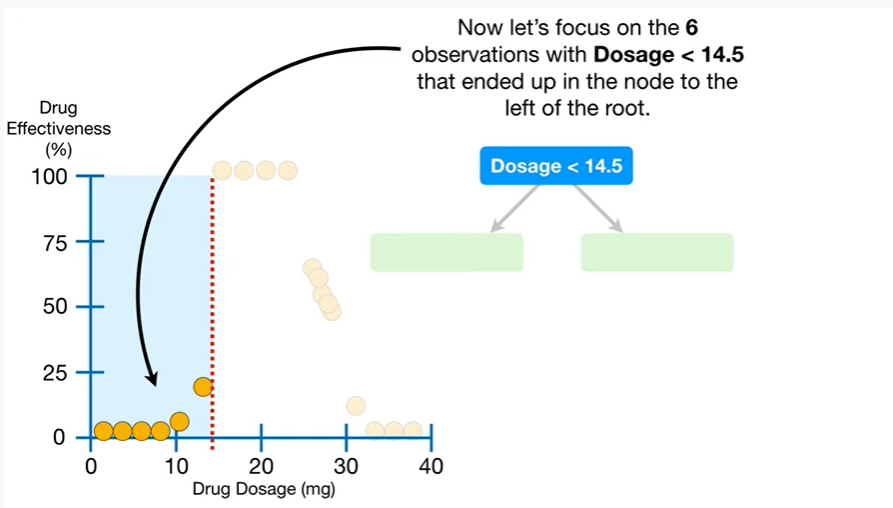 Now let's focus on the 6
observations with Dosage < 14.5
that ended up in the node to the
left of the root.
Drug
Effectiveness
(%)
100
75
50
25
0
0
10
20
30
40
Drug Dosage (mg)
Dosage < 14.5